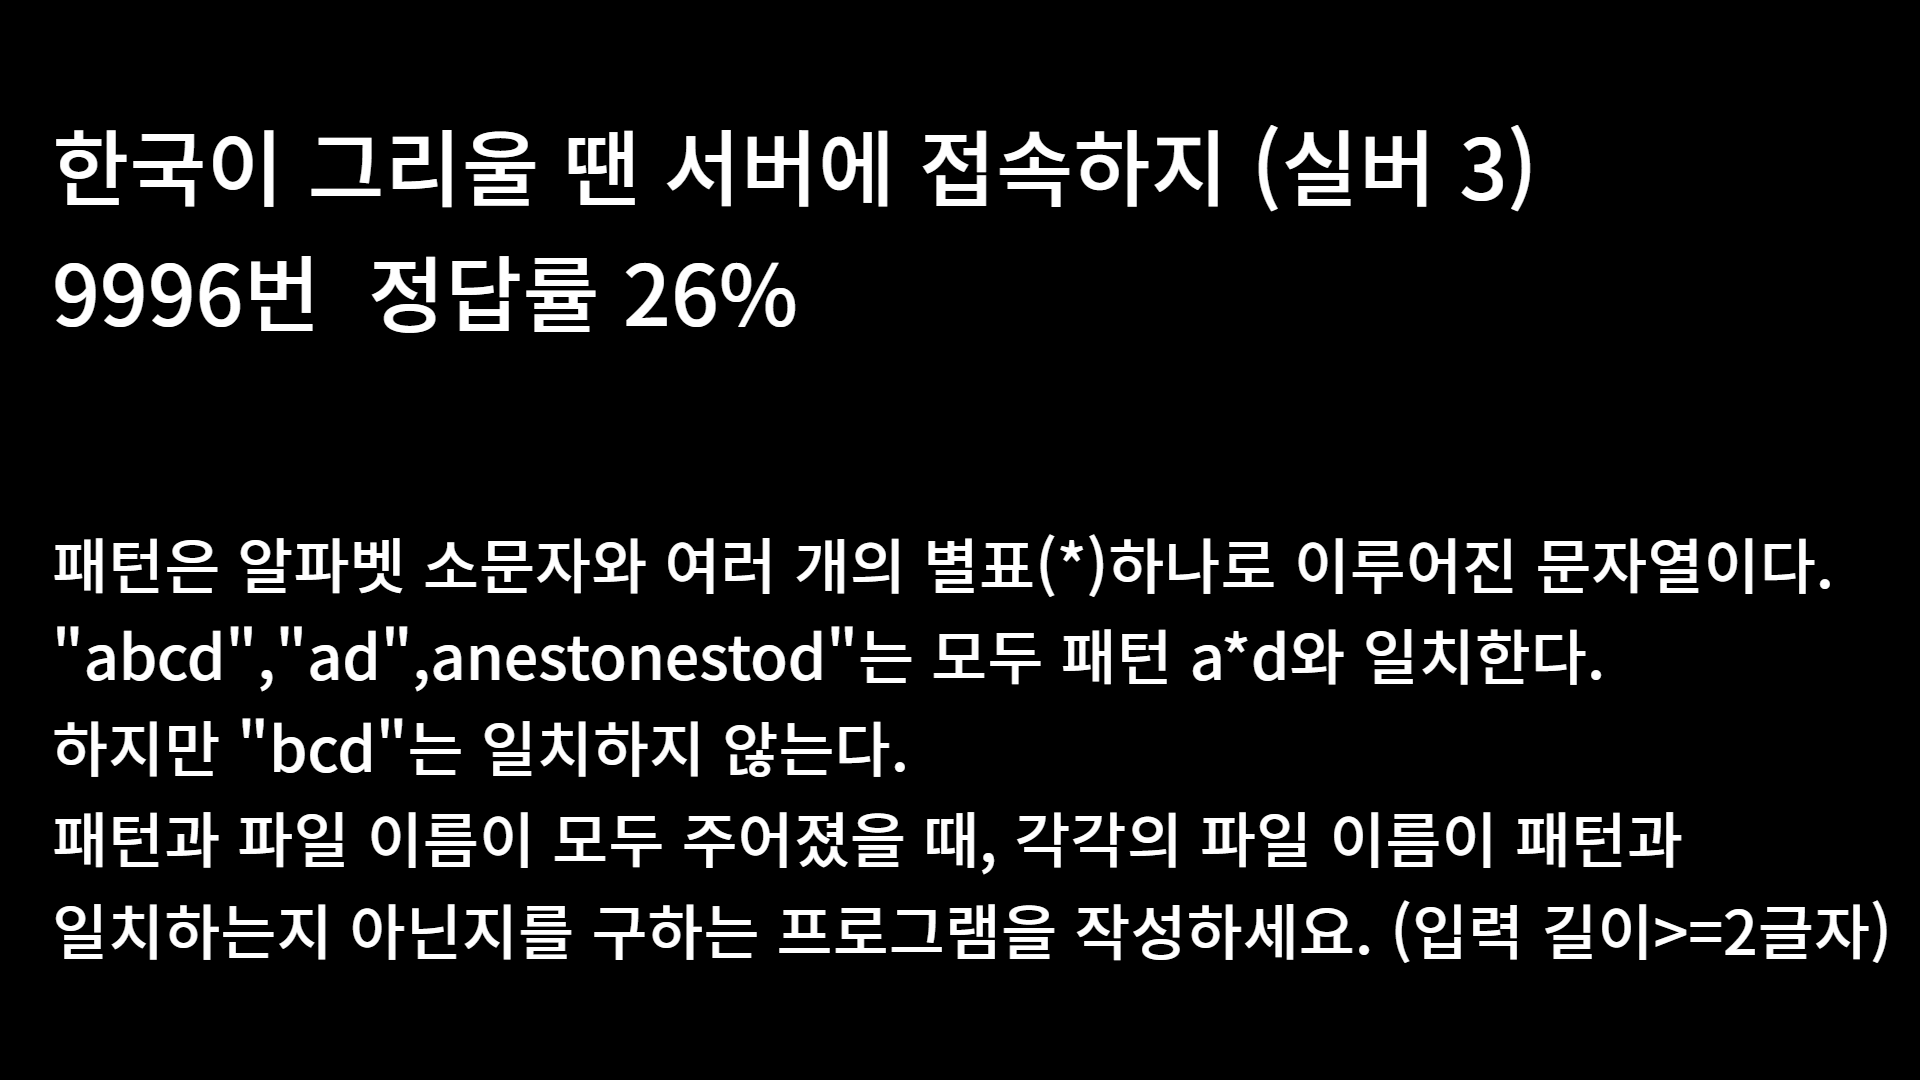 한국이 그리울 땐 서버에 접속하지 (실버 3)
9996번  정답률 26%
패턴은 알파벳 소문자와 여러 개의 별표(*)하나로 이루어진 문자열이다.
"abcd","ad",anestonestod"는 모두 패턴 a*d와 일치한다.
하지만 "bcd"는 일치하지 않는다.
패턴과 파일 이름이 모두 주어졌을 때, 각각의 파일 이름이 패턴과
일치하는지 아닌지를 구하는 프로그램을 작성하세요. (입력 길이>=2글자)